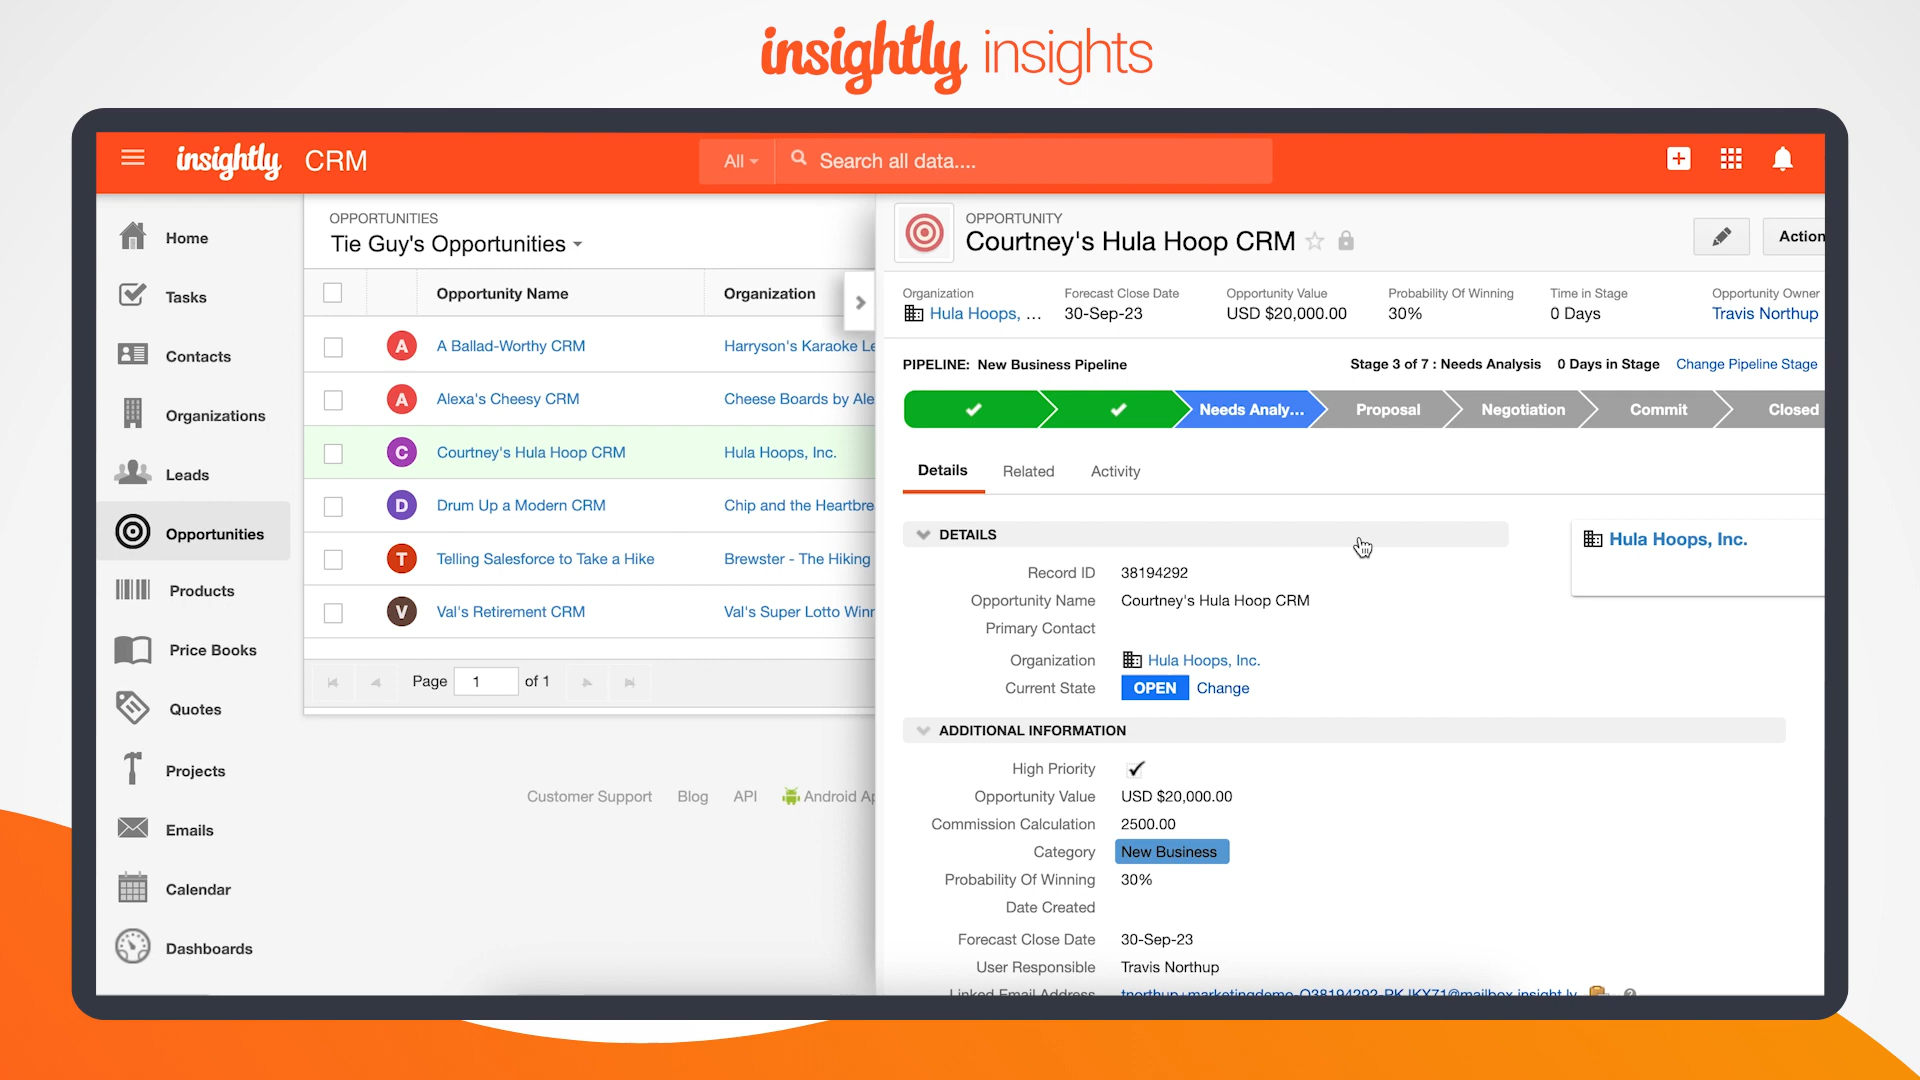 insightly insights
insightly CRM
All
Search all data....
Home
Tasks
Contacts
Organizations
Leads
Opportunities
Products
Price Books
Quotes
Projects
Emails
Calendar
Dashboards
OPPORTUNITIES
Tie Guy's Opportunities
Opportunity Name Organization
A A Ballad-Worthy CRM Harryson's Karaoke Le
A Alexa's Cheesy CRM Cheese Boards by Ale
C Courtney's Hula Hoop CRM Hula Hoops, Inc.
D Drum Up a Modern CRM Chip and the Heartbre
T Telling Salesforce to Take a Hike Brewster - The Hiking
V Val's Retirement CRM Val's Super Lotto Winr
Page 1 of 1
Customer Support Blog API Android Ap
OPPORTUNITY
Courtney's Hula Hoop CRM
Action
Organization Forecast Close Date Opportunity Value Probability Of Winning Time in Stage Opportunity Owner
Hula Hoops, ... 30-Sep-23 USD $20,000.00 30% 0 Days Travis Northup
PIPELINE: New Business Pipeline Stage 3 of 7 : Needs Analysis 0 Days in Stage Change Pipeline Stage
Needs Analy... Proposal Negotiation Commit Closed
Details Related Activity
DETAILS
Record ID 38194292
Opportunity Name Courtney's Hula Hoop CRM
Primary Contact
Organization Hula Hoops, Inc.
Current State OPEN Change
Hula Hoops, Inc.
ADDITIONAL INFORMATION
High Priority
Opportunity Value USD $20,000.00
Commission Calculation 2500.00
Category New Business
Probability Of Winning 30%
Date Created
Forecast Close Date 30-Sep-23
User Responsible Travis Northup
Linked Email Address